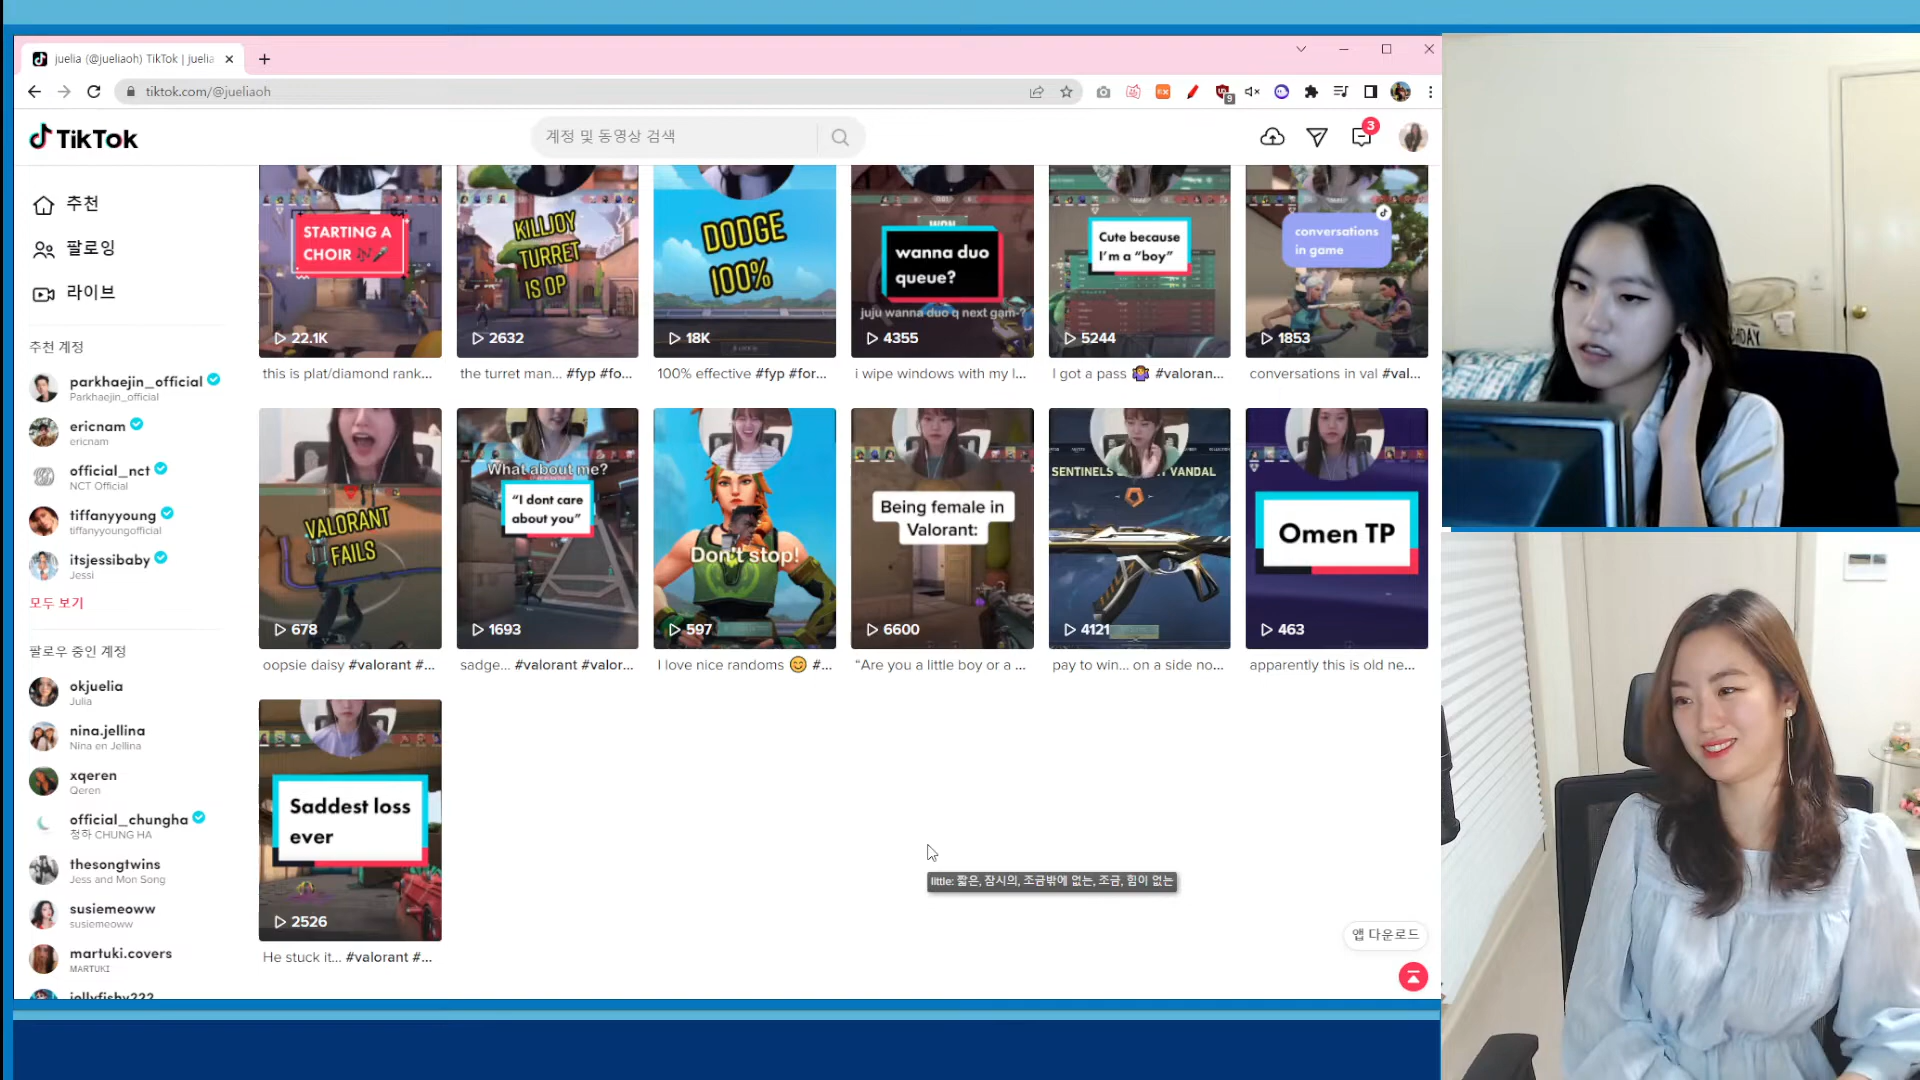 juelia (@jueliaoh) TikTok | juelia
tiktok.com/@jueliaoh
9
TikTok
계정 및 동영상 검색
3
추천
팔로잉
라이브
추천 계정
parkhaejin_official
Parkhaejin_official
ericnam
ericnam
official_nct
NCT Official
tiffanyyoung
tiffanyyoungofficial
itsjessibaby
Jessi
모두 보기
팔로우 중인 계정
okjuelia
Julia
nina.jellina
Nina en Jellina
xqeren
Qeren
official_chungha
청하 CHUNG HA
thesongtwins
Jess and Mon Song
susiemeoww
susiemeoww
martuki.covers
MARTUKI
jellyfishy222
STARTING A
CHOIR
22.1K
this is plat/diamond rank...
KILLJOY
TURRET
IS OP
2632
the turret man... #fyp #fo...
DODGE
100%
18K
100% effective #fyp #for...
WON
wanna duo
queue?
juju wanna duo q next gam-?
4355
i wipe windows with my l...
Cute because
I'm a "boy"
5244
I got a pass 🤷 #valoran...
conversations
in game
1853
conversations in val #val...
VALORANT
FAILS
678
oopsie daisy #valorant #...
What about me?
"I dont care
about you"
1693
sadge... #valorant #valor...
Don't stop!
597
I love nice randoms 😊 #...
Being female in
Valorant:
6600
"Are you a little boy or a ...
SENTINELS VANDAL
4121
pay to win... on a side no...
Omen TP
463
apparently this is old ne...
Saddest loss
ever
2526
He stuck it... #valorant #...
little: 짧은, 잠시의, 조금밖에 없는, 조금, 힘이 없는
앱 다운로드
HDAY